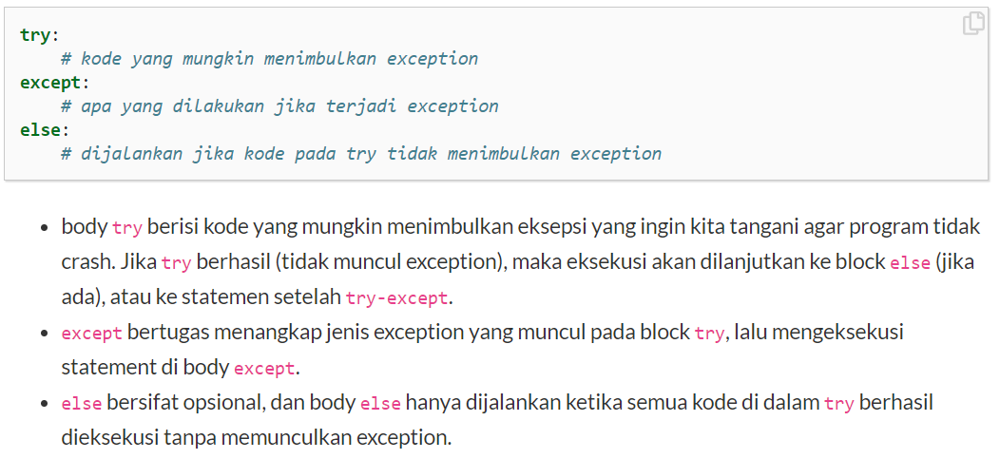 try:
    # kode yang mungkin menimbulkan exception
except:
    # apa yang dilakukan jika terjadi exception
else:
    # dijalankan jika kode pada try tidak menimbulkan exception
• body try berisi kode yang mungkin menimbulkan eksepsi yang ingin kita tangani agar program tidak
crash. Jika try berhasil (tidak muncul exception), maka eksekusi akan dilanjutkan ke block else (jika
ada), atau ke statemen setelah try-except.
• except bertugas menangkap jenis exception yang muncul pada block try, lalu mengeksekusi
statement di body except.
• else bersifat opsional, dan body else hanya dijalankan ketika semua kode di dalam try berhasil
dieksekusi tanpa memunculkan exception.